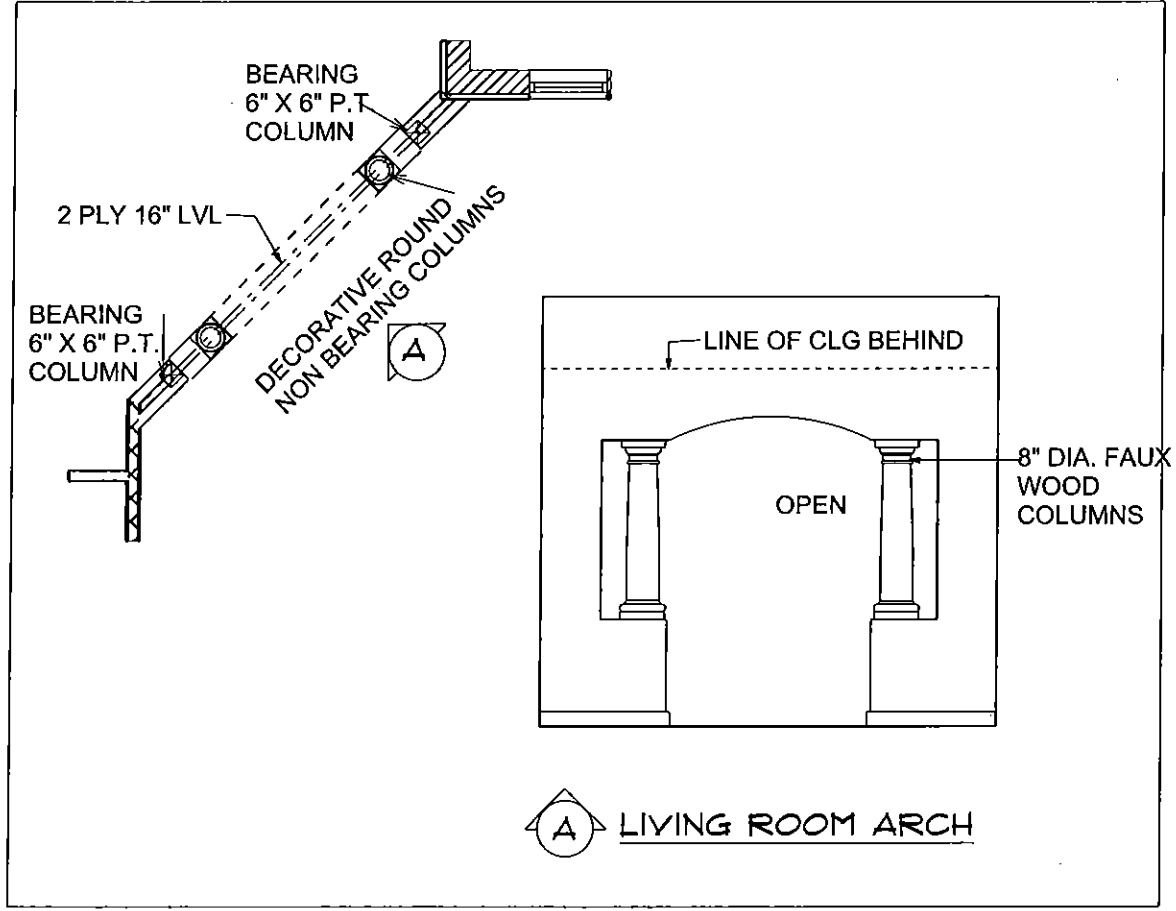 BEARING
6" X 6" P.T
COLUMN
2 PLY 16" LVL
BEARING
6" X 6" P.T.
COLUMN
DECORATIVE ROUND
NON BEARING COLUMNS
A
LINE OF CLG BEHIND
OPEN
8" DIA. FAUX
WOOD
COLUMNS
A LIVING ROOM ARCH